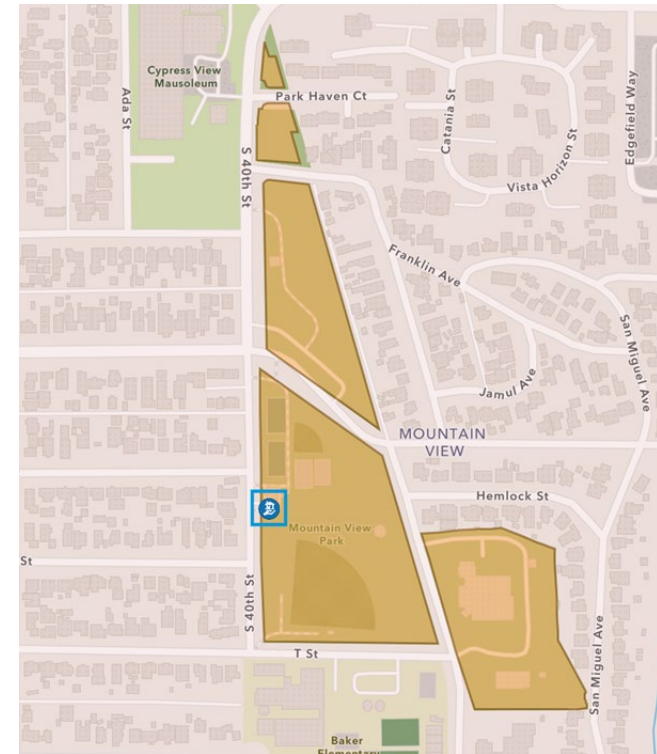 Cypress View
Mausoleum
Ada St
Park Haven Ct
S 40th St
Catania St
Edgefield Way
Vista Horizon St
Franklin Ave
San Miguel Ave
Jamul Ave
MOUNTAIN
VIEW
Hemlock St
Mountain View
Park
St
S 40th St
T St
San Miguel Ave
Baker
Elementary